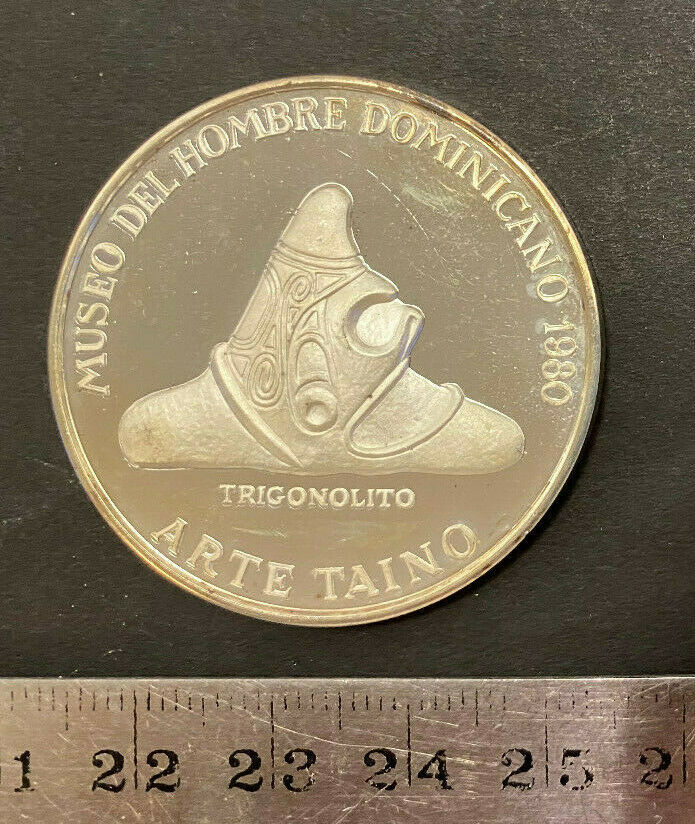 MUSEO DEL HOMBRE DOMINICANO 1980
TRIGONOLITO
ARTE TAINO
1 22 23 24 25 2